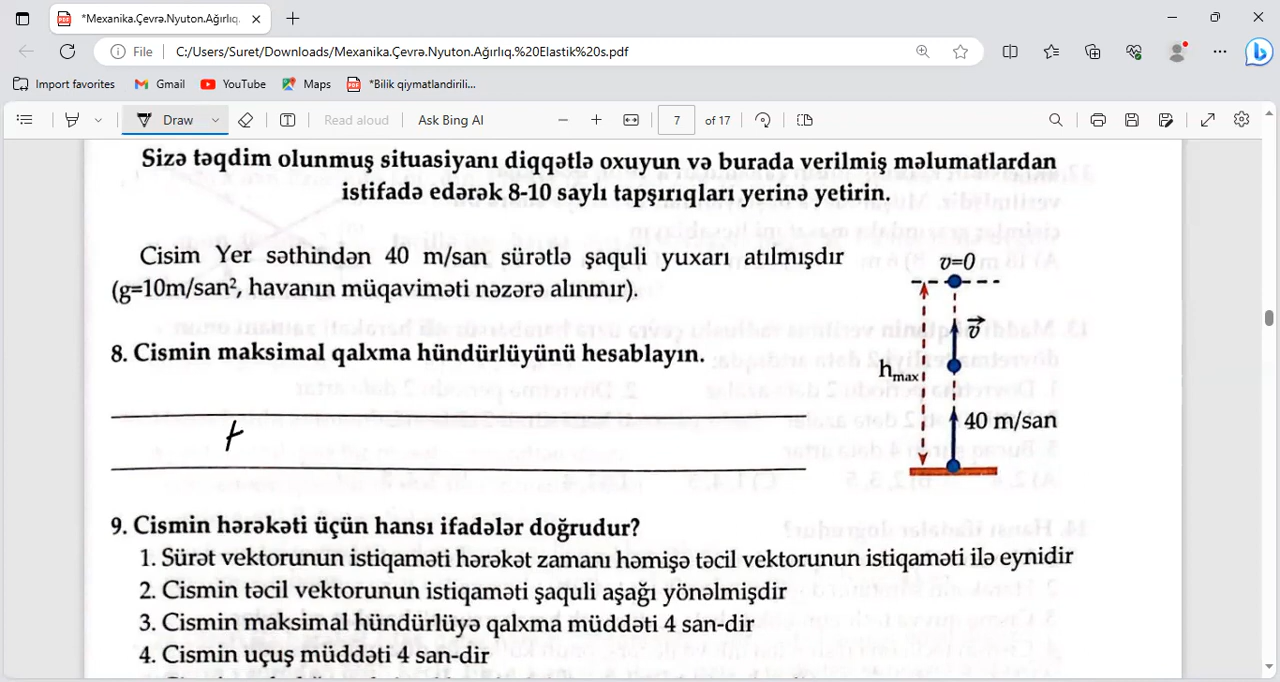 *Mexanika.Çevrə.Nyuton.Ağırlıq.
File C:/Users/Suret/Downloads/Mexanika.Çevrə.Nyuton.Ağırlıq.%20Elastik%20s.pdf
Import favorites Gmail YouTube Maps *Bilik qiymatlandirili...
Draw Read aloud Ask Bing AI 7 of 17
Sizə təqdim olunmuş situasiyanı diqqətlə oxuyun və burada verilmiş məlumatlardan
istifadə edərək 8-10 saylı tapşırıqları yerinə yetirin.
Cisim Yer səthindən 40 m/san sürətlə şaquli yuxarı atılmışdır
(g=10m/san², havanın müqaviməti nəzərə alınmır).
v=0
v
hmax
40 m/san
8. Cismin maksimal qalxma hündürlüyünü hesablayın.
9. Cismin hərəkəti üçün hansı ifadələr doğrudur?
1. Sürət vektorunun istiqaməti hərəkət zamanı həmişə təcil vektorunun istiqaməti ilə eynidir
2. Cismin təcil vektorunun istiqaməti şaquli aşağı yönəlmişdir
3. Cismin maksimal hündürlüyə qalxma müddəti 4 san-dir
4. Cismin uçuş müddəti 4 san-dir